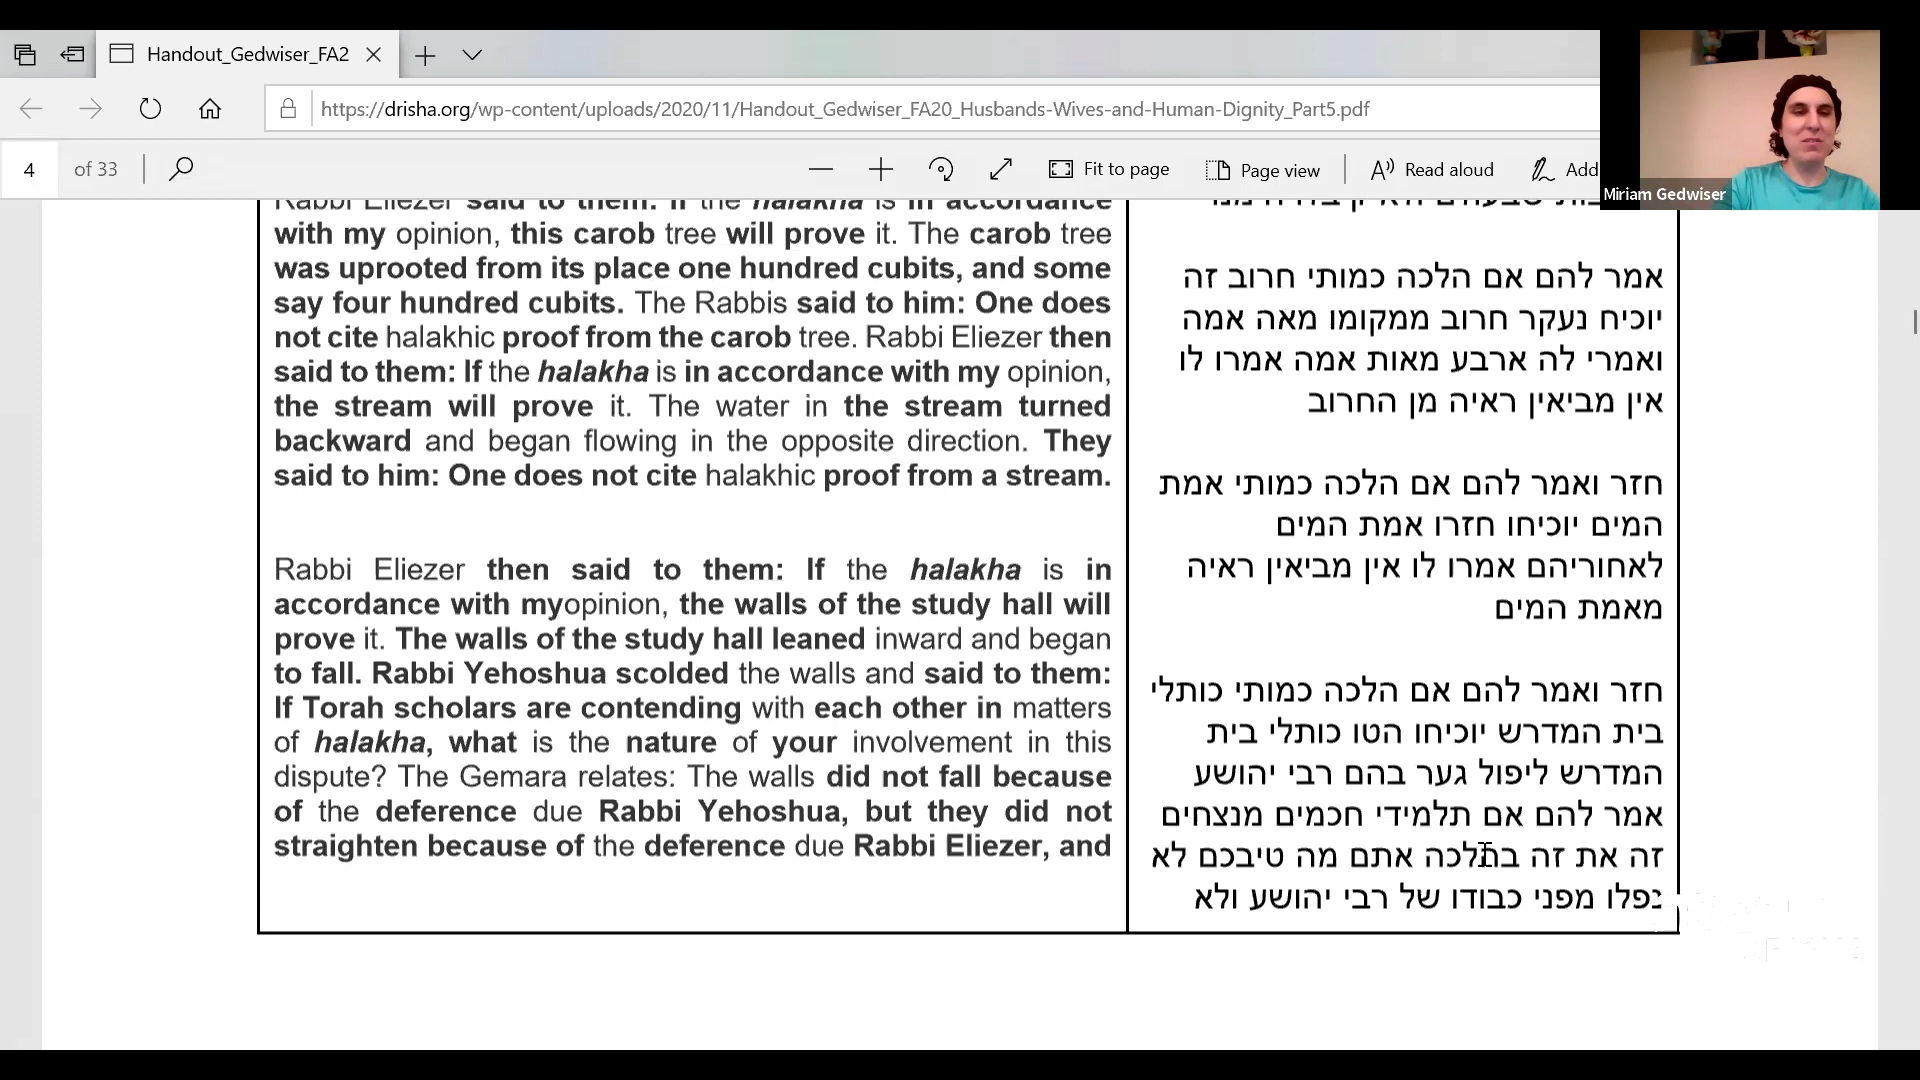 Handout_Gedwiser_FA2
https://drisha.org/wp-content/uploads/2020/11/Handout_Gedwiser_FA20_Husbands-Wives-and-Human-Dignity_Part5.pdf
4 of 33
Fit to page
Page view
Read aloud
Add
Miriam Gedwiser
Rabbi Eliezer said to them: If the halakha is in accordance
with my opinion, this carob tree will prove it. The carob tree
was uprooted from its place one hundred cubits, and some
say four hundred cubits. The Rabbis said to him: One does
not cite halakhic proof from the carob tree. Rabbi Eliezer then
said to them: If the halakha is in accordance with my opinion,
the stream will prove it. The water in the stream turned
backward and began flowing in the opposite direction. They
said to him: One does not cite halakhic proof from a stream.
Rabbi Eliezer then said to them: If the halakha is in
accordance with myopinion, the walls of the study hall will
prove it. The walls of the study hall leaned inward and began
to fall. Rabbi Yehoshua scolded the walls and said to them:
If Torah scholars are contending with each other in matters
of halakha, what is the nature of your involvement in this
dispute? The Gemara relates: The walls did not fall because
of the deference due Rabbi Yehoshua, but they did not
straighten because of the deference due Rabbi Eliezer, and
אמר להם אם הלכה כמותי חרוב זה
יוכיח נעקר חרוב ממקומו מאה אמה
ואמרי לה ארבע מאות אמה אמרו לו
אין מביאין ראיה מן החרוב
חזר ואמר להם אם הלכה כמותי אמת
המים יוכיחו חזרו אמת המים
לאחוריהם אמרו לו אין מביאין ראיה
מאמת המים
חזר ואמר להם אם הלכה כמותי כותלי
בית המדרש יוכיחו הטו כותלי בית
המדרש ליפול גער בהם רבי יהושע
אמר להם אם תלמידי חכמים מנצחים
זה את זה בהלכה אתם מה טיבכם לא
נפלו מפני כבודו של רבי יהושע ולא